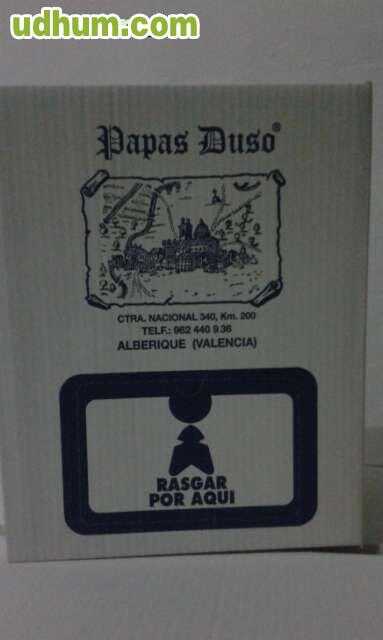 udhum.com
Papas Duso®
CTRA. NACIONAL 340, Km. 200
TELF.: 962 440 9 36
ALBERIQUE (VALENCIA)
RASGAR
POR AQUI